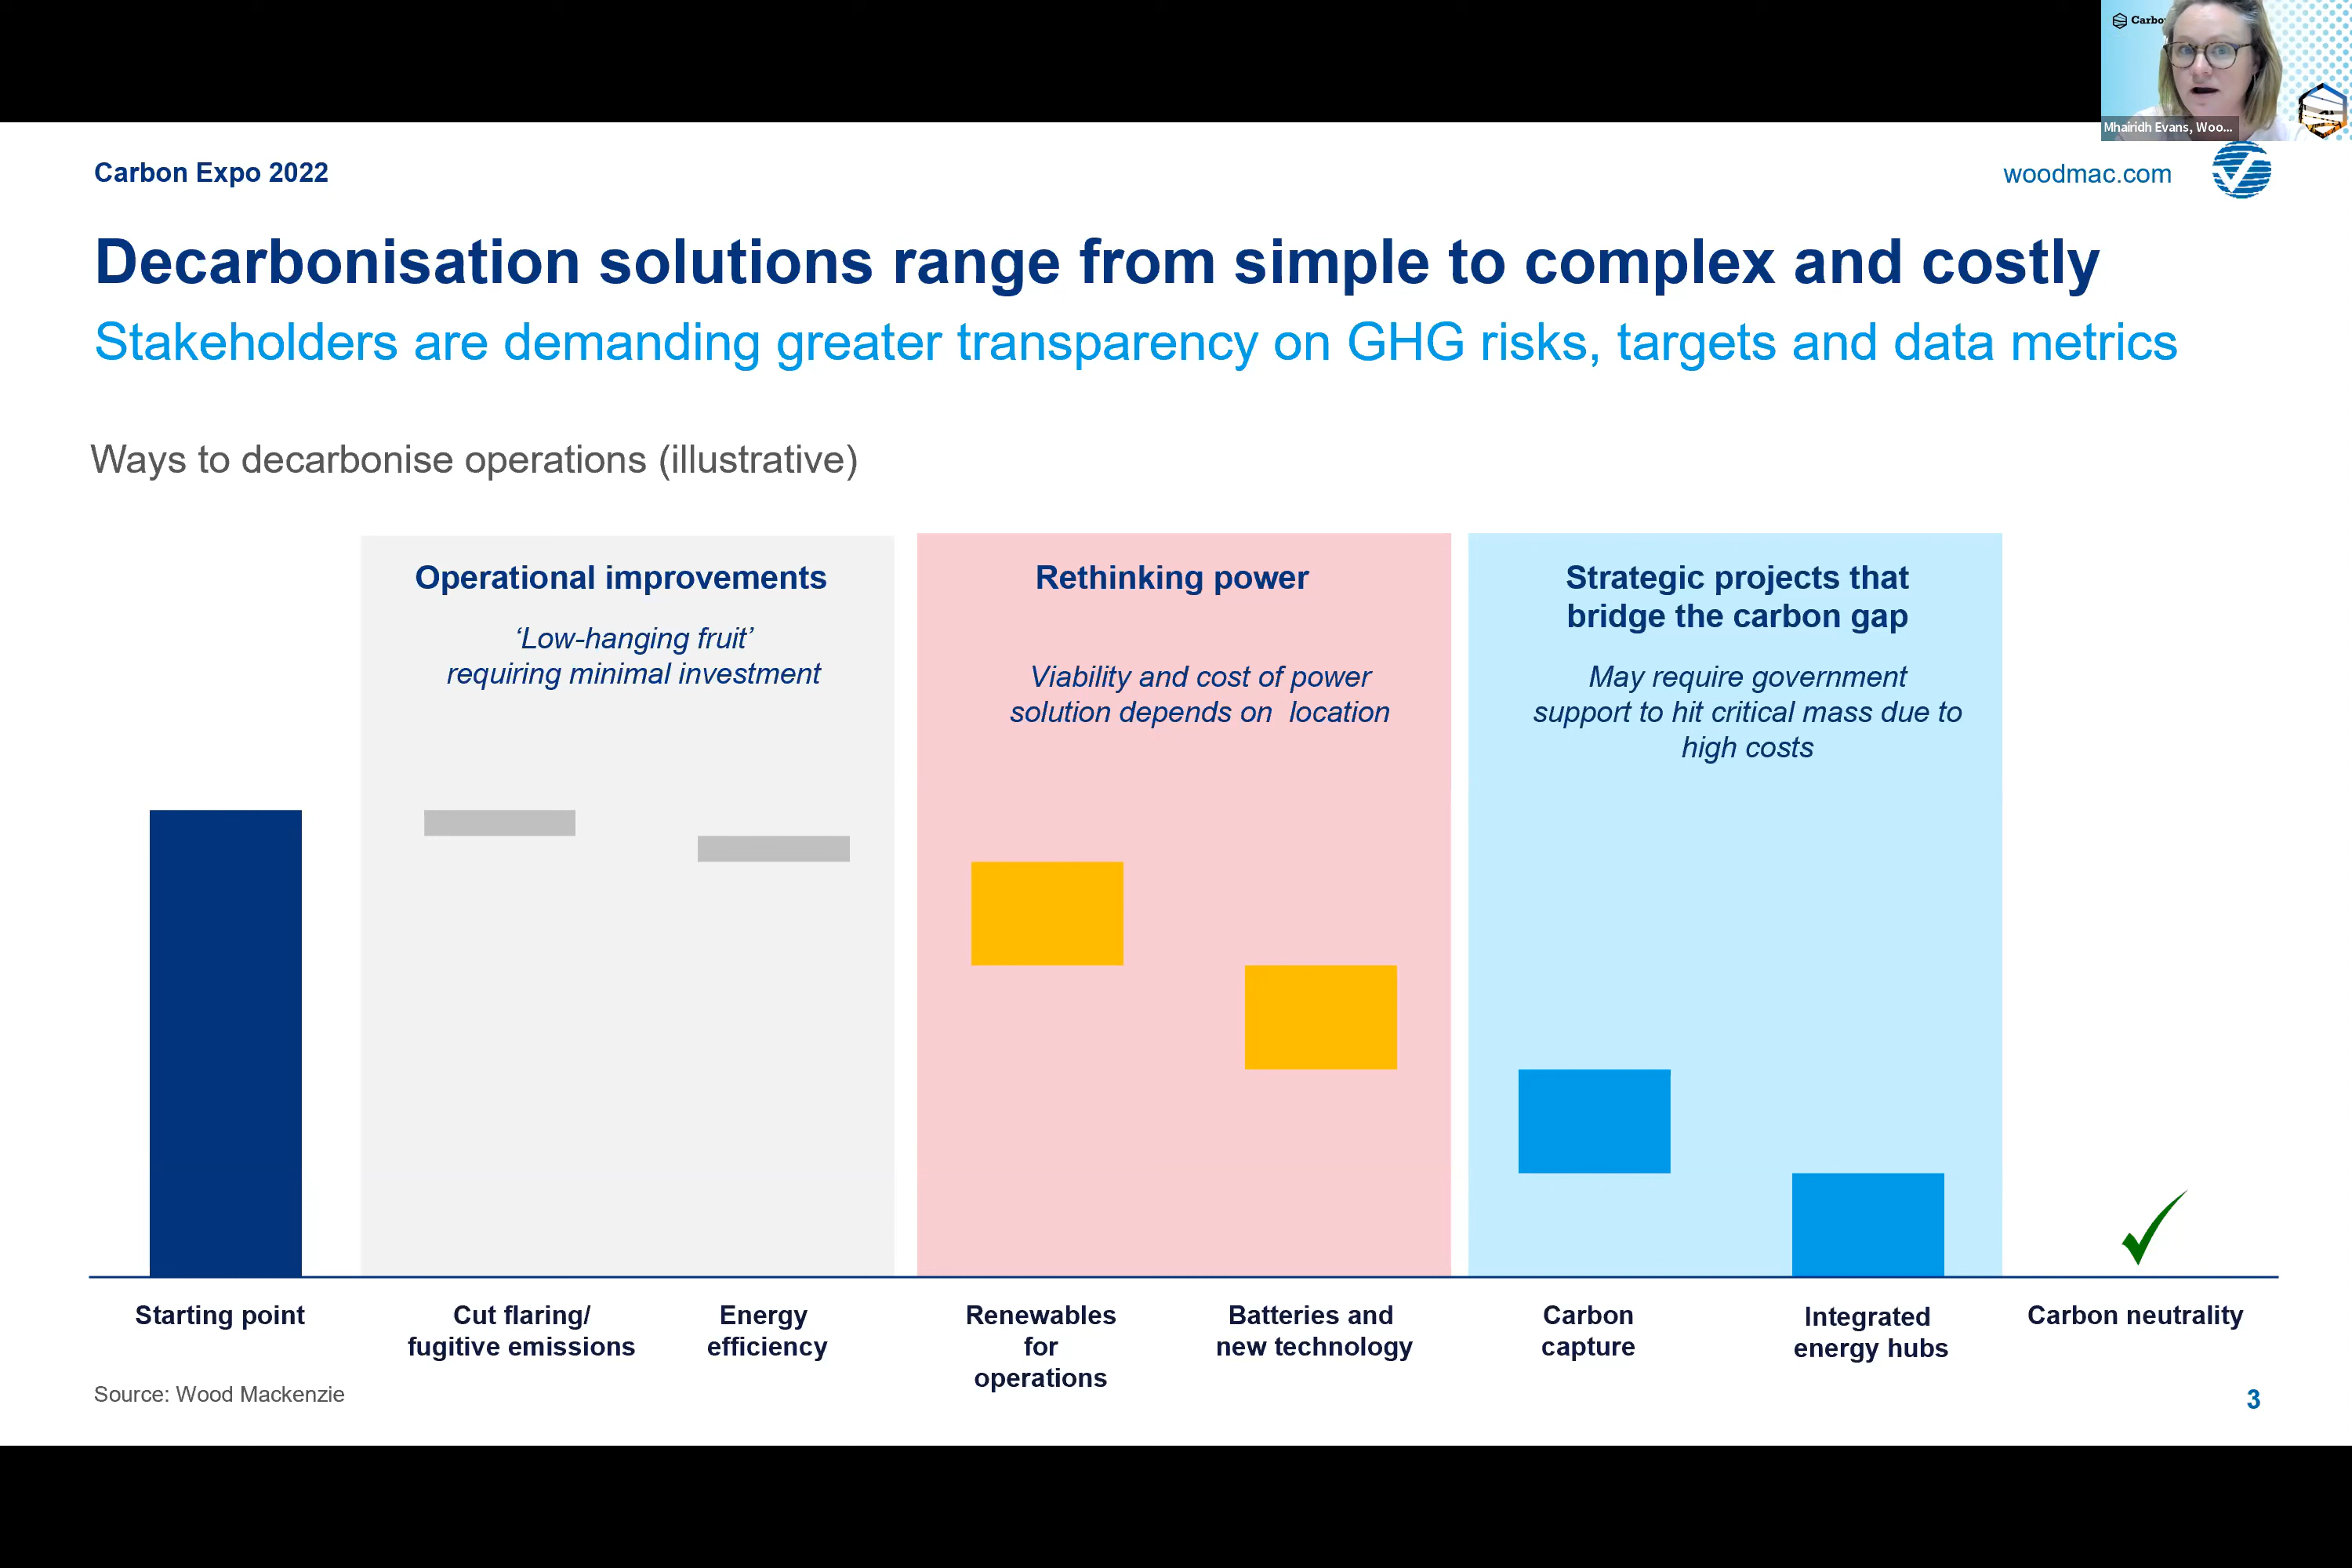 Carbo
Mhairidh Evans, Woo...
Carbon Expo 2022
woodmac.com
Decarbonisation solutions range from simple to complex and costly
Stakeholders are demanding greater transparency on GHG risks, targets and data metrics
Ways to decarbonise operations (illustrative)
Operational improvements
‘Low-hanging fruit’
requiring minimal investment
Rethinking power
Viability and cost of power
solution depends on  location
Strategic projects that
bridge the carbon gap
May require government
support to hit critical mass due to
high costs
Starting point
Cut flaring/
fugitive emissions
Energy
efficiency
Renewables
for
operations
Batteries and
new technology
Carbon
capture
Integrated
energy hubs
Carbon neutrality
Source: Wood Mackenzie
3